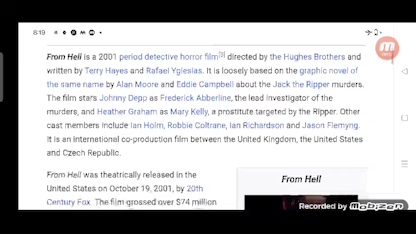 8:19
From Hell is a 2001 period detective horror film[3] directed by the Hughes Brothers and
written by Terry Hayes and Rafael Yglesias. It is loosely based on the graphic novel of
the same name by Alan Moore and Eddie Campbell about the Jack the Ripper murders.
The film stars Johnny Depp as Frederick Abberline, the lead investigator of the
murders, and Heather Graham as Mary Kelly, a prostitute targeted by the Ripper. Other
cast members include Ian Holm, Robbie Coltrane, Ian Richardson and Jason Flemyng.
It is an international co-production film between the United Kingdom, the United States
and Czech Republic.
From Hell was theatrically released in the
United States on October 19, 2001, by 20th
Century Fox. The film grossed over $74 million
From Hell
Recorded by mobizen